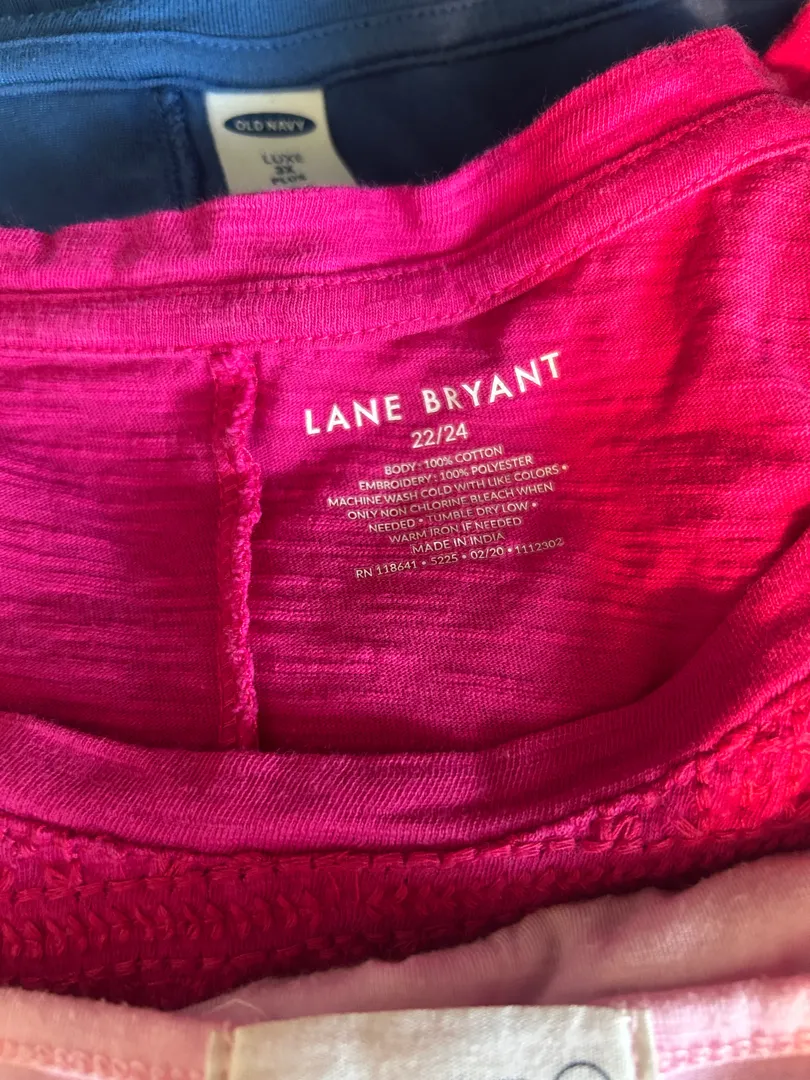 OLD NAVY
LUXE
3X
PLUS
LANE BRYANT
22/24
BODY : 100% COTTON
EMBROIDERY : 100% POLYESTER
MACHINE WASH COLD WITH LIKE COLORS •
ONLY NON CHLORINE BLEACH WHEN
NEEDED • TUMBLE DRY LOW •
WARM IRON IF NEEDED
MADE IN INDIA
RN 118641 • 5225 • 02/20 • 1112302